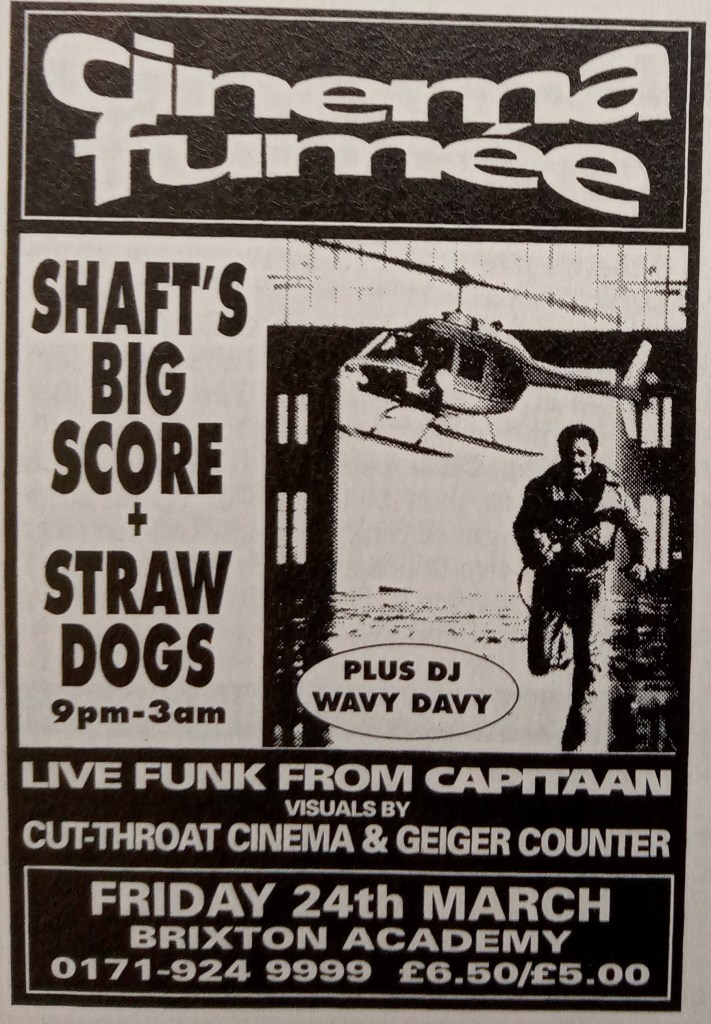 cinema
fumée
SHAFT'S
BIG
SCORE
+
STRAW
DOGS
9pm-3am
PLUS DJ
WAVY DAVY
LIVE FUNK FROM CAPITAAN
VISUALS BY
CUT-THROAT CINEMA & GEIGER COUNTER
FRIDAY 24th MARCH
BRIXTON ACADEMY
0171-924 9999 £6.50/£5.00